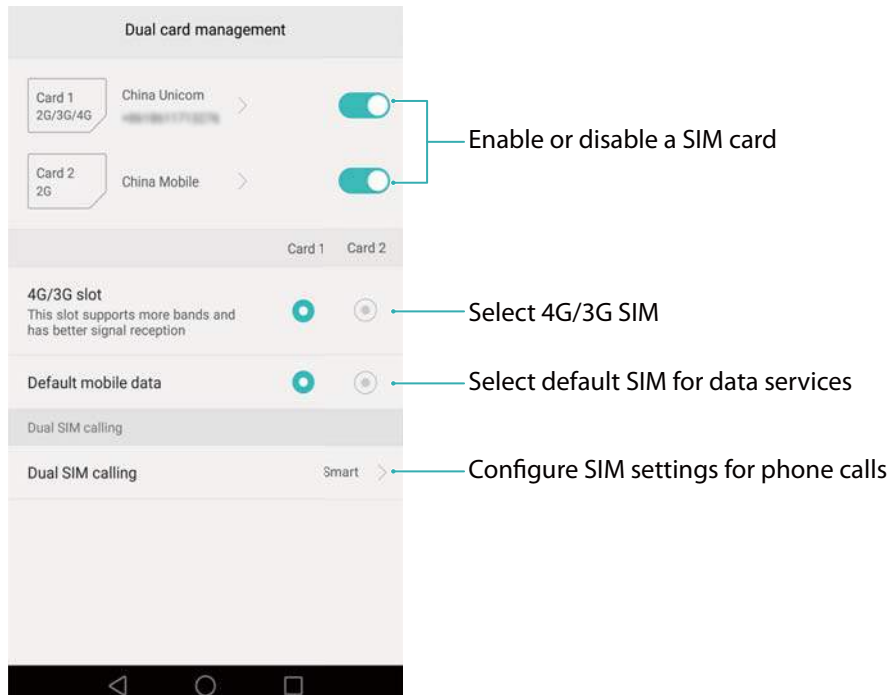 Dual card management
Card 1
2G/3G/4G
China Unicom
Enable or disable a SIM card
Card 2
2G
China Mobile
Card 1 Card 2
4G/3G slot
This slot supports more bands and
has better signal reception
Select 4G/3G SIM
Default mobile data
Select default SIM for data services
Dual SIM calling
Dual SIM calling
Smart
Configure SIM settings for phone calls